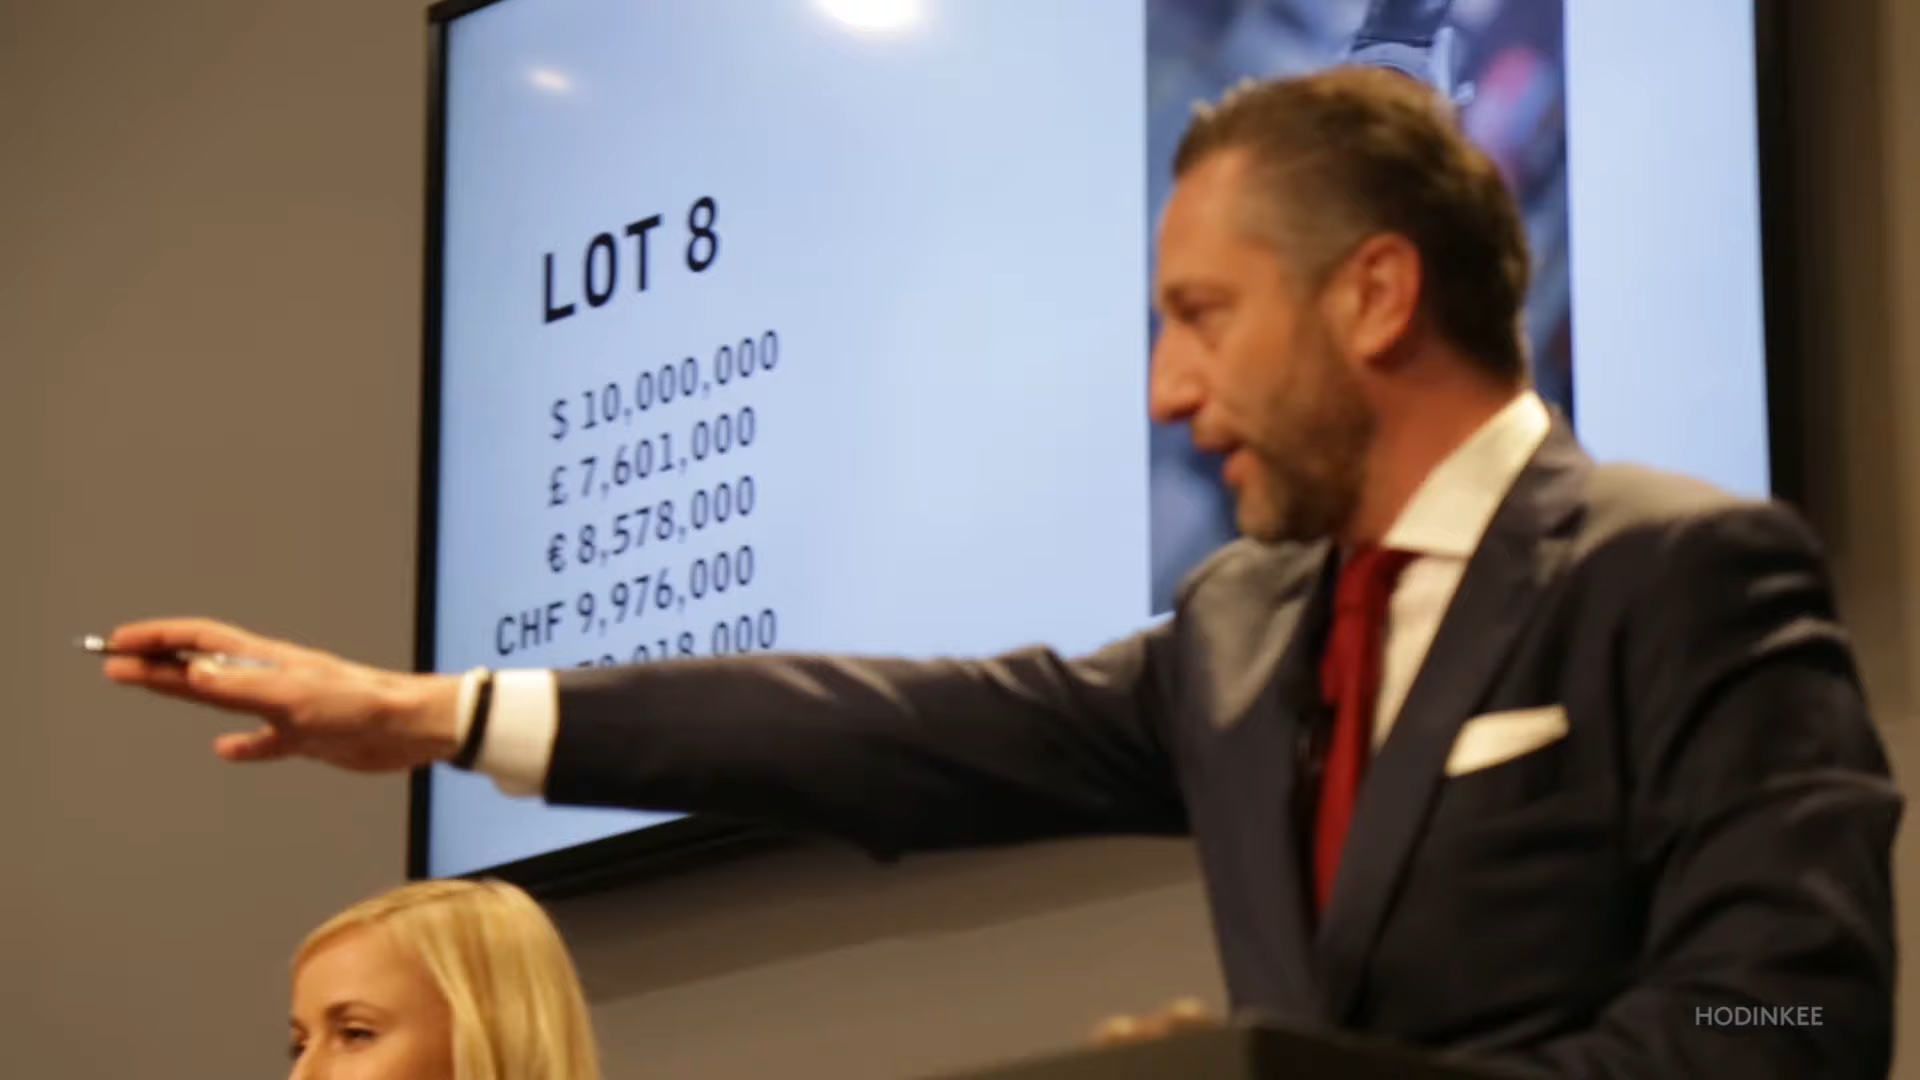 LOT 8
$ 10,000,000
£ 7,601,000
€ 8,578,000
CHF 9,976,000
HODINKEE